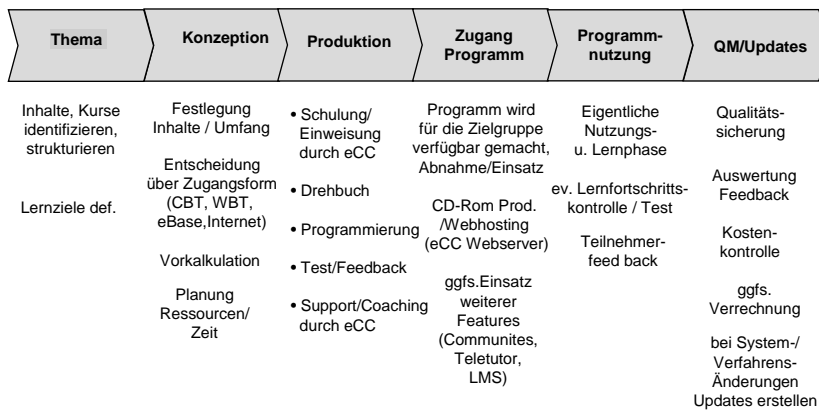 Thema
Konzeption
Produktion
Zugang
Programm
Programm-
nutzung
QM/Updates
Inhalte, Kurse
identifizieren,
strukturieren
Lernziele def.
Festlegung
Inhalte / Umfang
Entscheidung
über Zugangsform
(CBT, WBT,
eBase,Internet)
Vorkalkulation
Planung
Ressourcen/
Zeit
• Schulung/
Einweisung
durch eCC
• Drehbuch
• Programmierung
• Test/Feedback
• Support/Coaching
durch eCC
Programm wird
für die Zielgruppe
verfügbar gemacht,
Abnahme/Einsatz
CD-Rom Prod.
/Webhosting
(eCC Webserver)
ggfs.Einsatz
weiterer
Features
(Communites,
Teletutor,
LMS)
Eigentliche
Nutzungs-
u. Lernphase
ev. Lernfortschritts-
kontrolle / Test
Teilnehmer-
feed back
Qualitäts-
sicherung
Auswertung
Feedback
Kosten-
kontrolle
ggfs.
Verrechnung
bei System-/
Verfahrens-
Änderungen
Updates erstellen